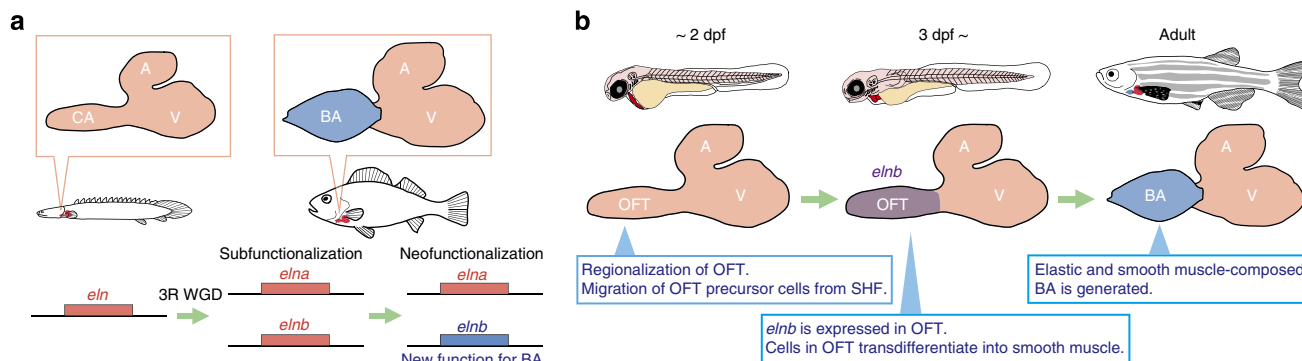 a
A
CA
V
A
BA
V
Subfunctionalization
Neofunctionalization
eln
3R WGD
elna
elna
elnb
elnb
New function for BA
b
~ 2 dpf
3 dpf ~
Adult
A
V
OFT
elnb
A
V
OFT
A
V
BA
Regionalization of OFT.
Migration of OFT precursor cells from SHF.
elnb is expressed in OFT.
Cells in OFT transdifferentiate into smooth muscle.
Elastic and smooth muscle-composed
BA is generated.